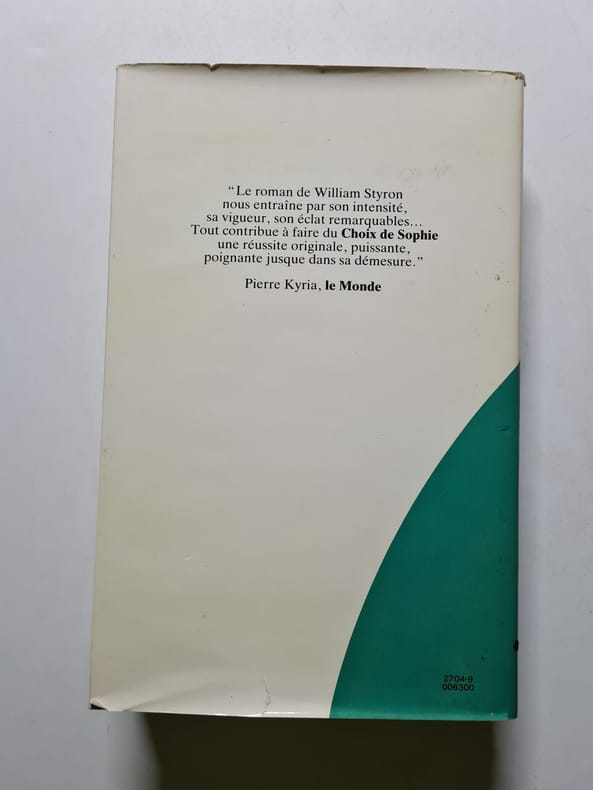 “Le roman de William Styron
nous entraîne par son intensité,
sa vigueur, son éclat remarquables...
Tout contribue à faire du Choix de Sophie
une réussite originale, puissante,
poignante jusque dans sa démesure.”
Pierre Kyria, le Monde
2704-9
006300